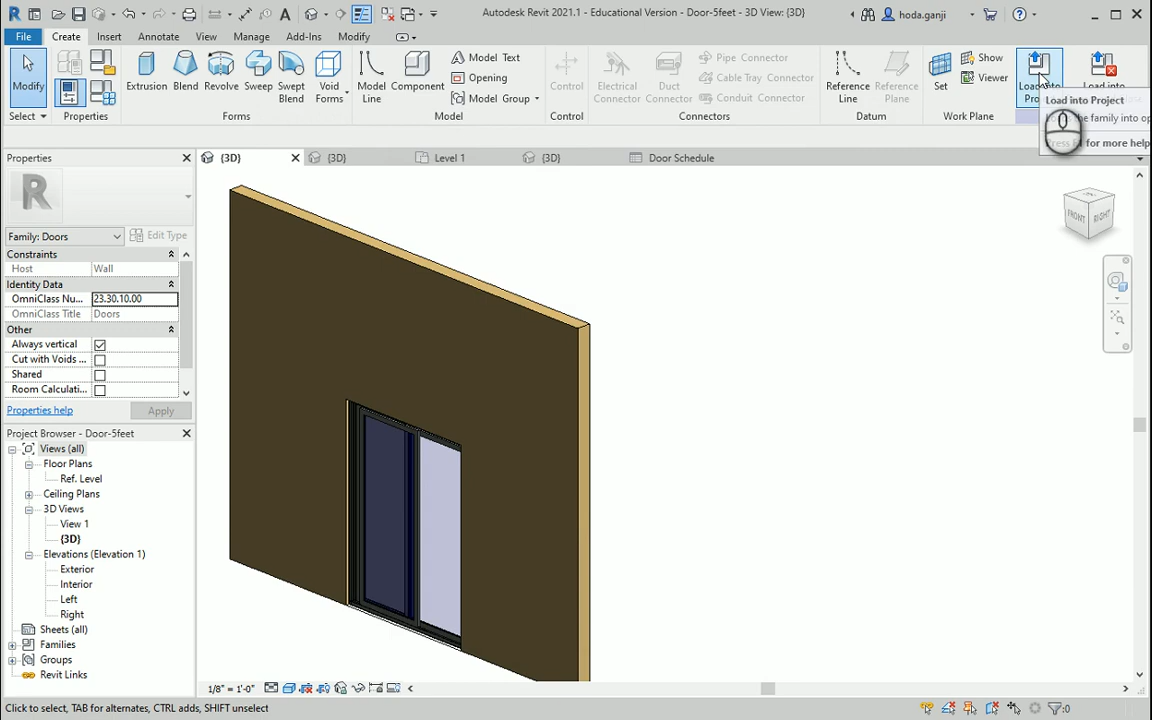 Autodesk Revit 2021.1 - Educational Version - Door-5feet - 3D View: {3D}
hoda.ganji
File Create Insert Annotate View Manage Add-Ins Modify
Modify
Extrusion Blend Revolve Sweep Swept Blend Void Forms
Model Line Component
Model Text
Opening
Model Group
Control
Electrical Connector Duct Connector
Pipe Connector
Cable Tray Connector
Conduit Connector
Reference Line Reference Plane
Set
Show
Viewer
Load into
Load into Project
Press F1 for more help
Select Properties Forms Model Control Connectors Datum Work Plane
Properties
{3D} {3D} Level 1 {3D} Door Schedule
Family: Doors Edit Type
Constraints
Host Wall
Identity Data
OmniClass Nu... 23.30.10.00
OmniClass Title Doors
Other
Always vertical
Cut with Voids ...
Shared
Room Calculati...
Properties help Apply
Project Browser - Door-5feet
Views (all)
Floor Plans
Ref. Level
Ceiling Plans
3D Views
View 1
{3D}
Elevations (Elevation 1)
Exterior
Interior
Left
Right
Sheets (all)
Families
Groups
Revit Links
FRONT RIGHT
1/8" = 1'-0"
Click to select, TAB for alternates, CTRL adds, SHIFT unselect
:0